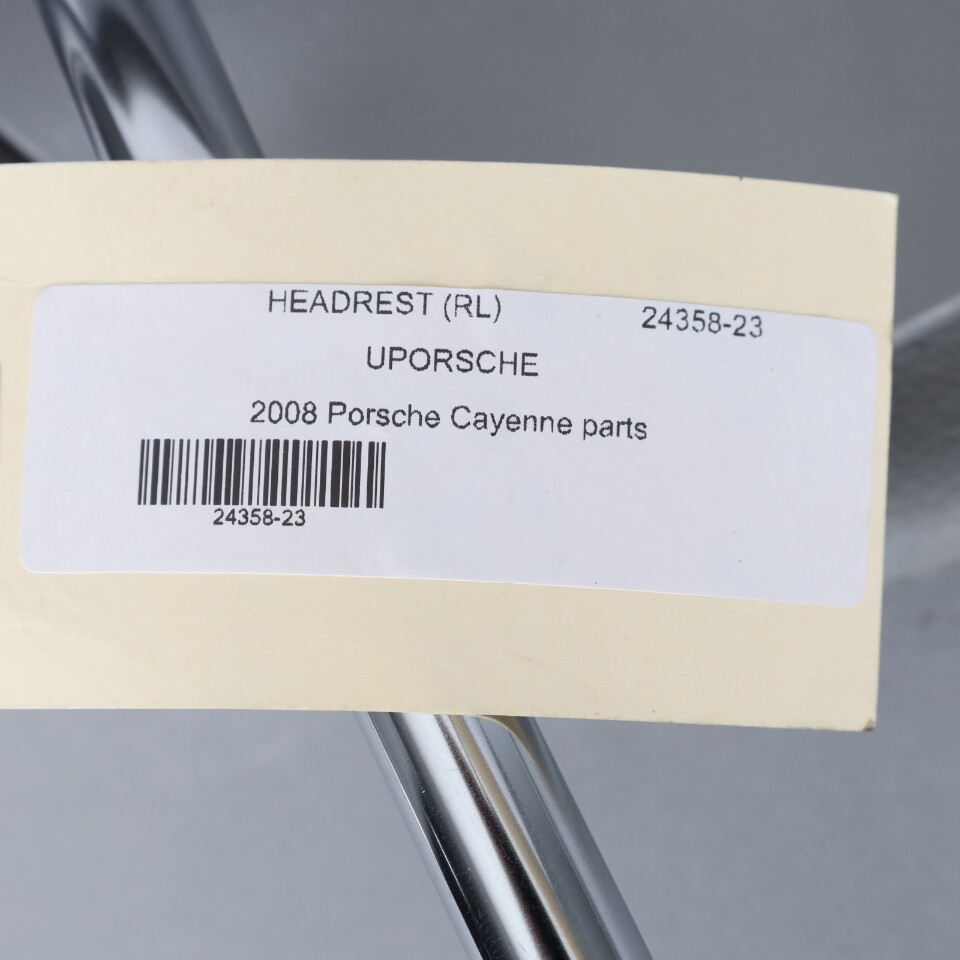 HEADREST (RL) 24358-23
UPORSCHE
2008 Porsche Cayenne parts
24358-23